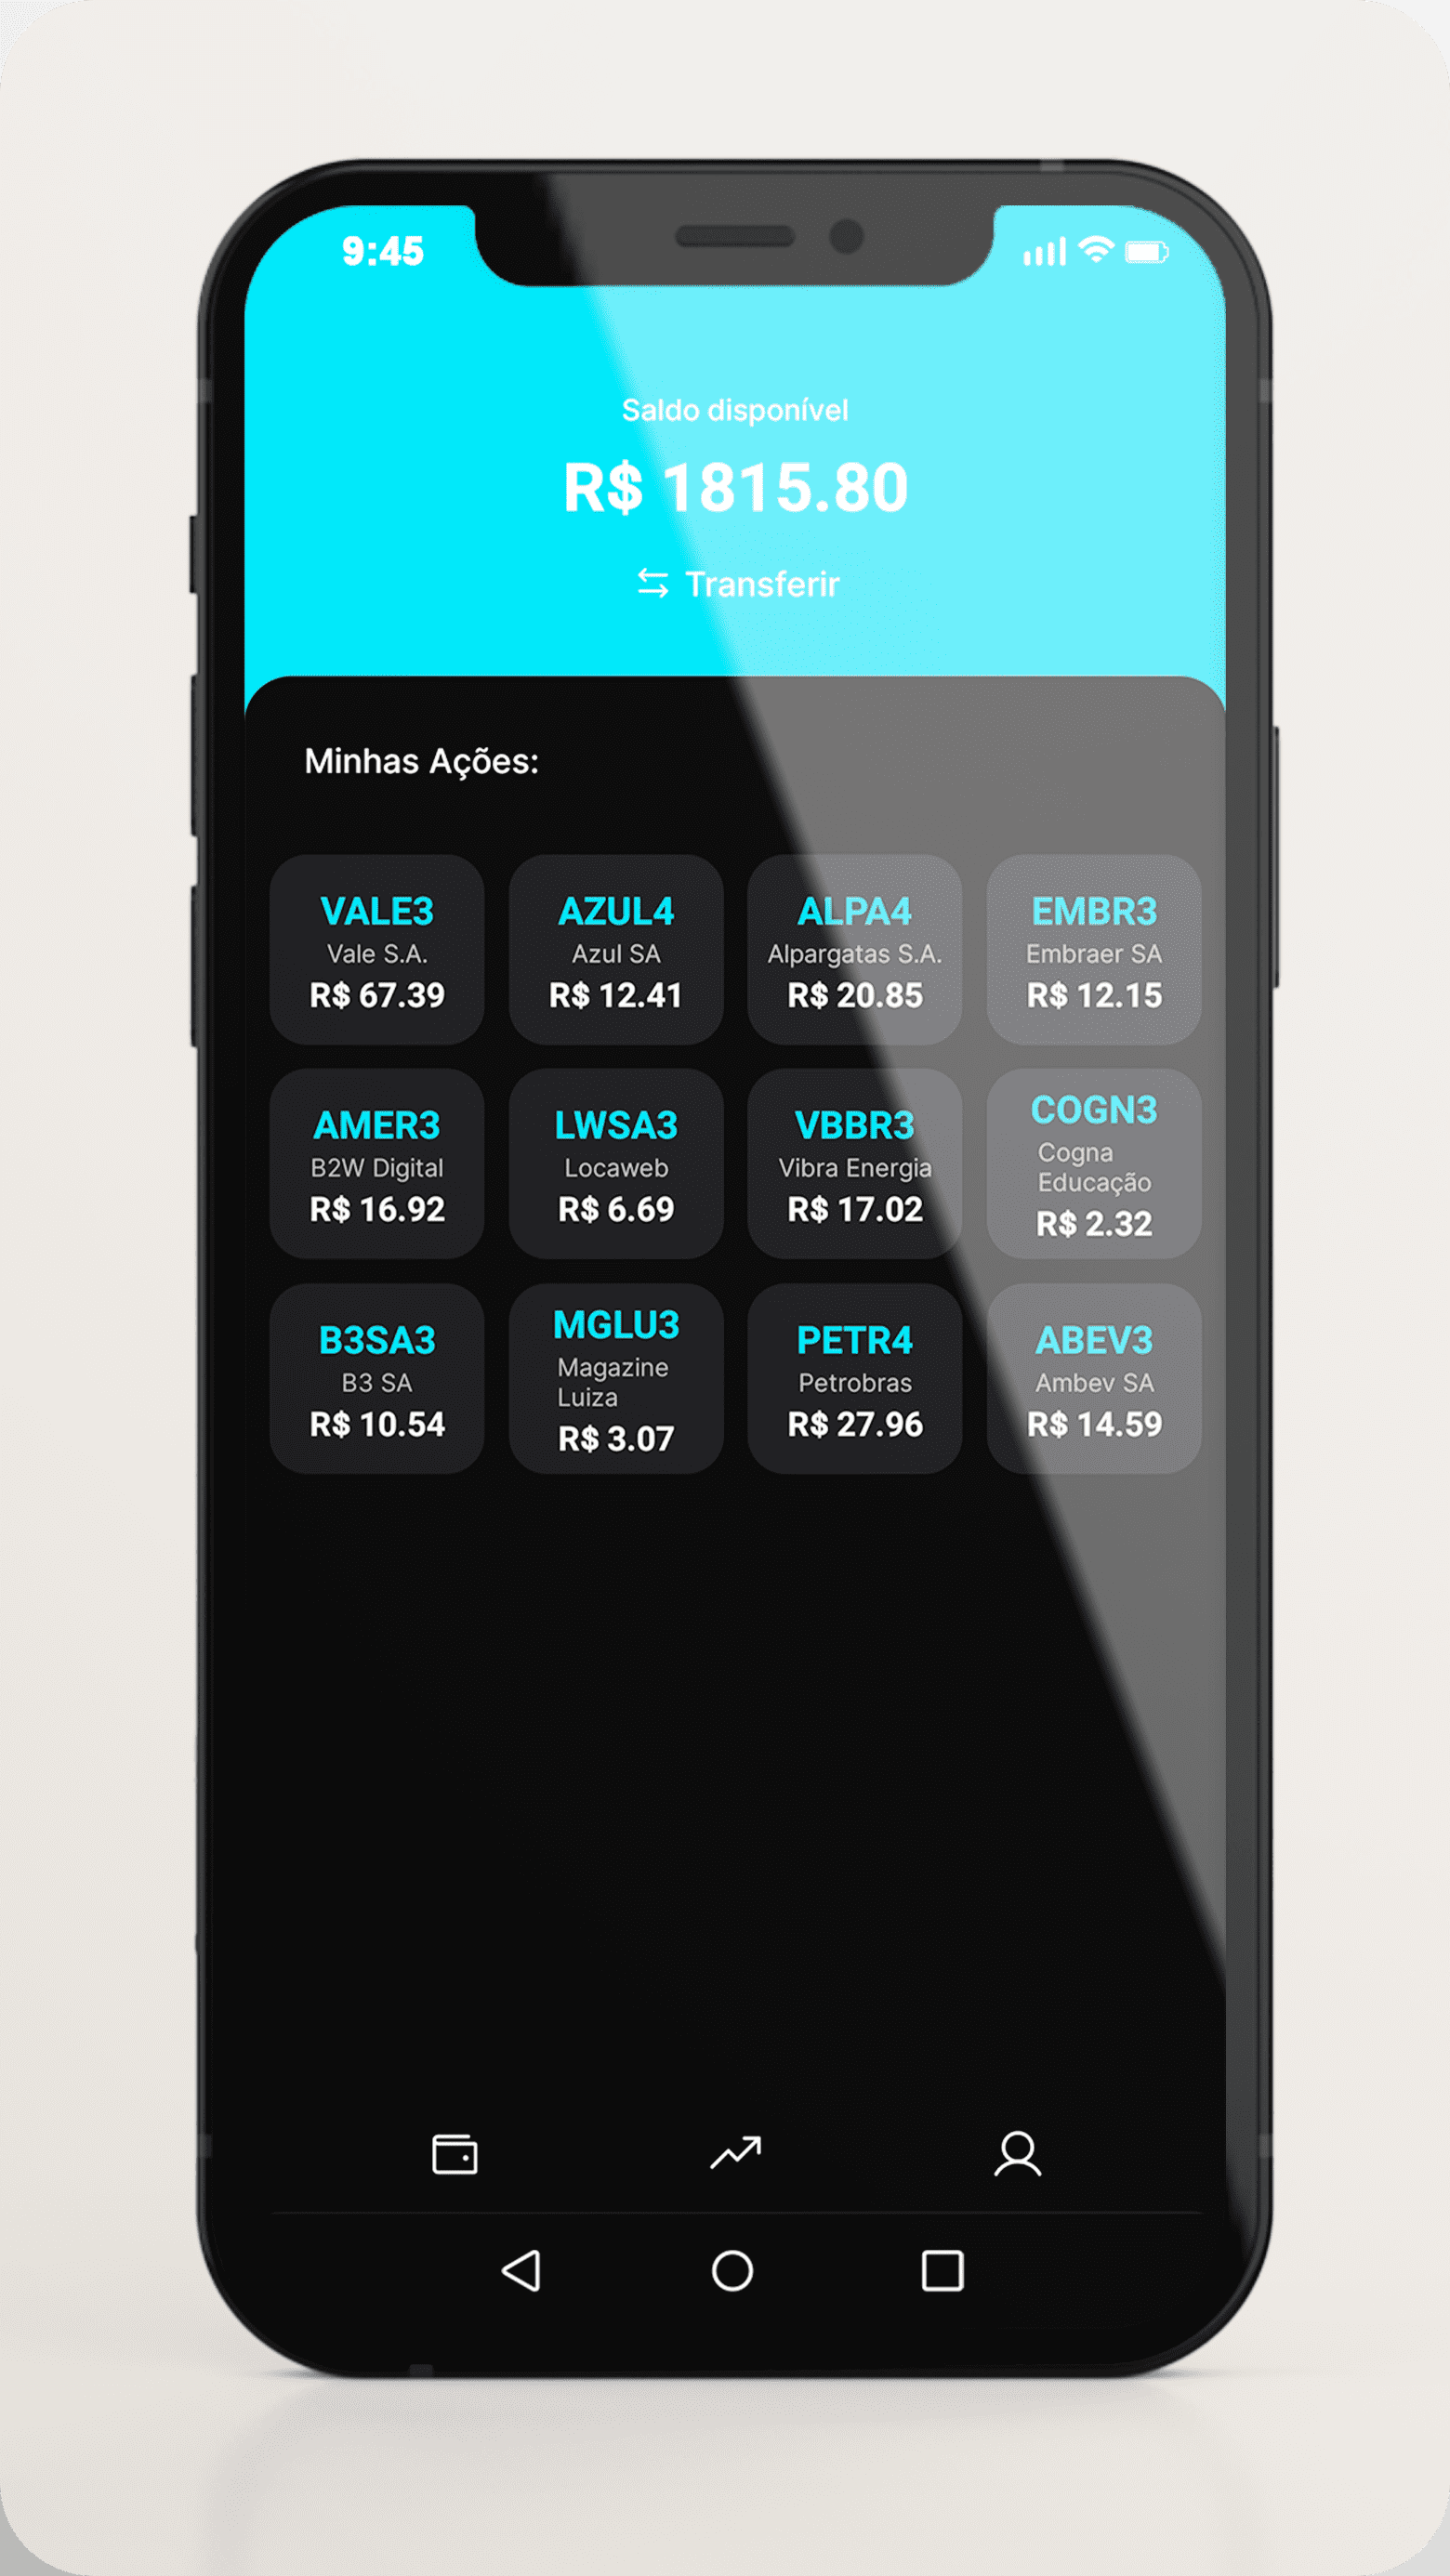 9:45
Saldo disponível
R$ 1815.80
Transferir
Minhas Ações:
VALE3
Vale S.A.
R$ 67.39
AZUL4
Azul SA
R$ 12.41
ALPA4
Alpargatas S.A.
R$ 20.85
EMBR3
Embraer SA
R$ 12.15
AMER3
B2W Digital
R$ 16.92
LWSA3
Locaweb
R$ 6.69
VBBR3
Vibra Energia
R$ 17.02
COGN3
Cogna
Educação
R$ 2.32
B3SA3
B3 SA
R$ 10.54
MGLU3
Magazine
Luiza
R$ 3.07
PETR4
Petrobras
R$ 27.96
ABEV3
Ambev SA
R$ 14.59